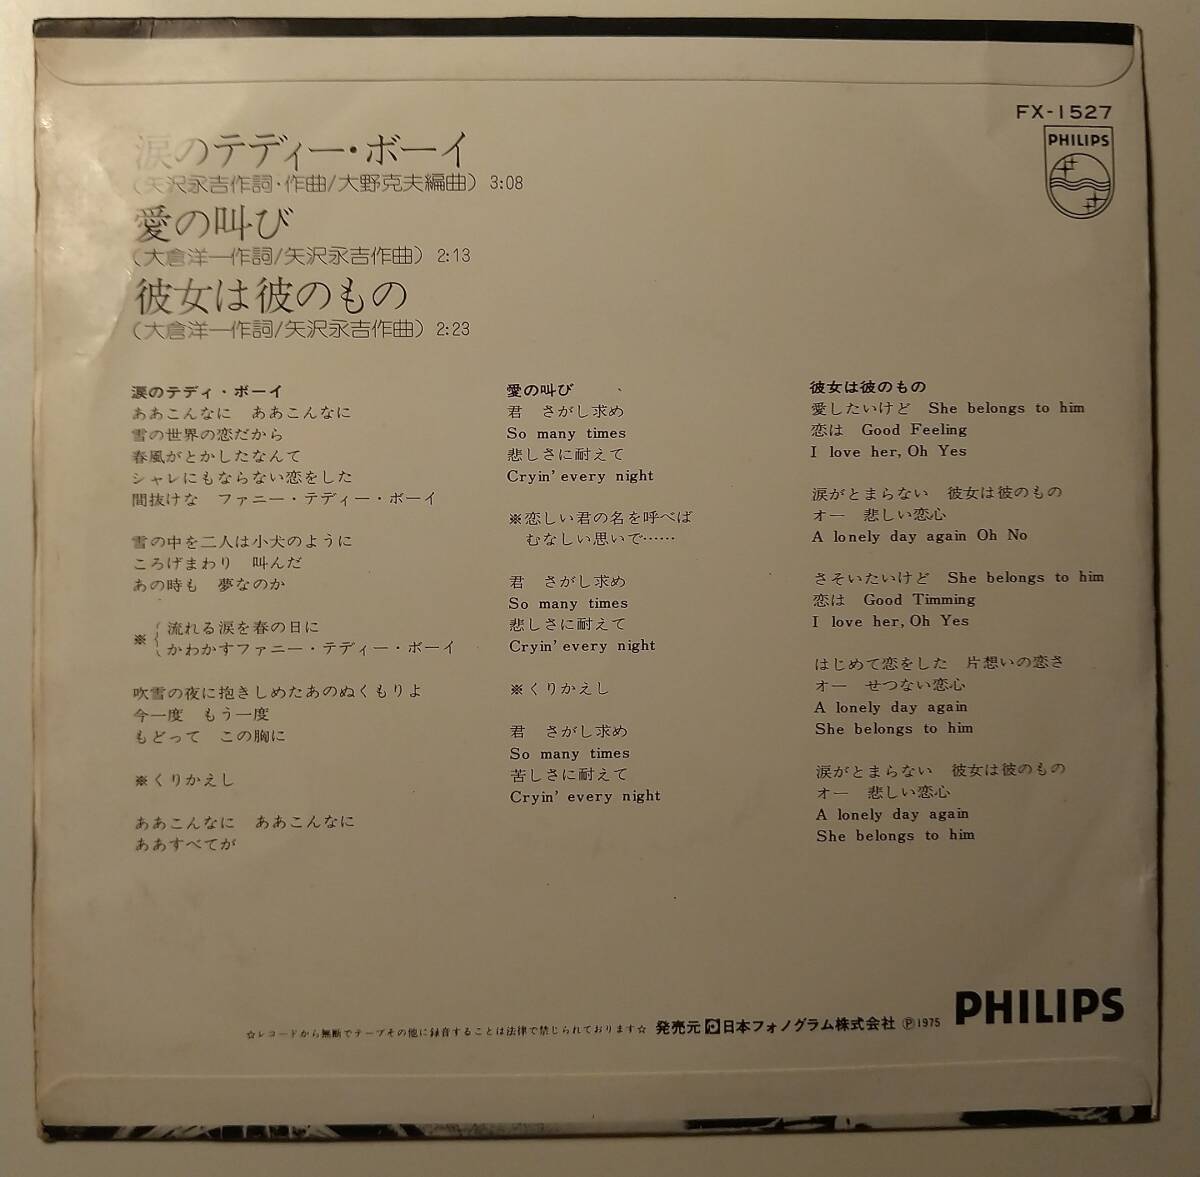 FX-1527
PHILIPS
涙のテディー・ボーイ
(矢沢永吉作詞・作曲/大野克夫編曲) 3:08
愛の叫び
(大倉洋一作詞/矢沢永吉作曲) 2:13
彼女は彼のもの
(大倉洋一作詞/矢沢永吉作曲) 2:23
涙のテディ・ボーイ
ああこんなに　ああこんなに
雪の世界の恋だから
春風がとかしたなんて
シャレにもならない恋をした
間抜けな　ファニー・テディー・ボーイ
雪の中を二人は小犬のように
ころげまわり　叫んだ
あの時も　夢なのか
※ 流れる涙を春の日に
かわかすファニー・テディー・ボーイ
吹雪の夜に抱きしめたあのぬくもりよ
今一度　もう一度
もどって　この胸に
※くりかえし
ああこんなに　ああこんなに
ああすべてが
愛の叫び
君　さがし求め
So many times
悲しさに耐えて
Cryin' every night
※恋しい君の名を呼べば
むなしい思いで……
君　さがし求め
So many times
悲しさに耐えて
Cryin' every night
※くりかえし
君　さがし求め
So many times
苦しさに耐えて
Cryin' every night
彼女は彼のもの
愛したいけど　She belongs to him
恋は　Good Feeling
I love her, Oh Yes
涙がとまらない　彼女は彼のもの
オー　悲しい恋心
A lonely day again Oh No
さそいたいけど　She belongs to him
恋は　Good Timming
I love her, Oh Yes
はじめて恋をした　片想いの恋さ
オー　せつない恋心
A lonely day again
She belongs to him
涙がとまらない　彼女は彼のもの
オー　悲しい恋心
A lonely day again
She belongs to him
☆レコードから無断でテープその他に録音することは法律で禁じられております☆ 発売元 日本フォノグラム株式会社 Ⓟ1975 PHILIPS